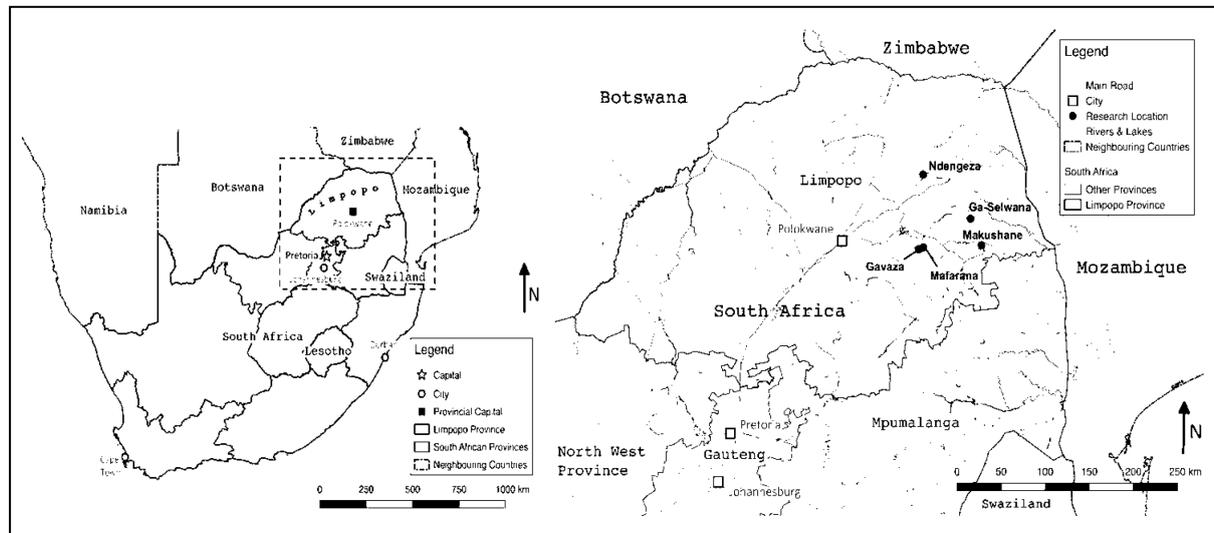 Zimbabwe
Botswana
Namibia
Limpopo
Mozambique
Polokwane
Pretoria
Johannesburg
Swaziland
South Africa
Lesotho
Cape
Town
N
Legend
Capital
City
Provincial Capital
Limpopo Province
South African Provinces
Neighbouring Countries
0 250 500 750 1000 km
Zimbabwe
Botswana
Legend
Main Road
City
Research Location
Rivers & Lakes
Neighbouring Countries
South Africa
Other Provinces
Limpopo Province
Ndengeza
Limpopo
Ga-Selwana
Polokwane
Makushane
Gavaza
Mafarana
Mozambique
South Africa
Pretoria
Mpumalanga
North West
Province
Gauteng
Johannesburg
N
0 50 100 150 200 250 km
Swaziland